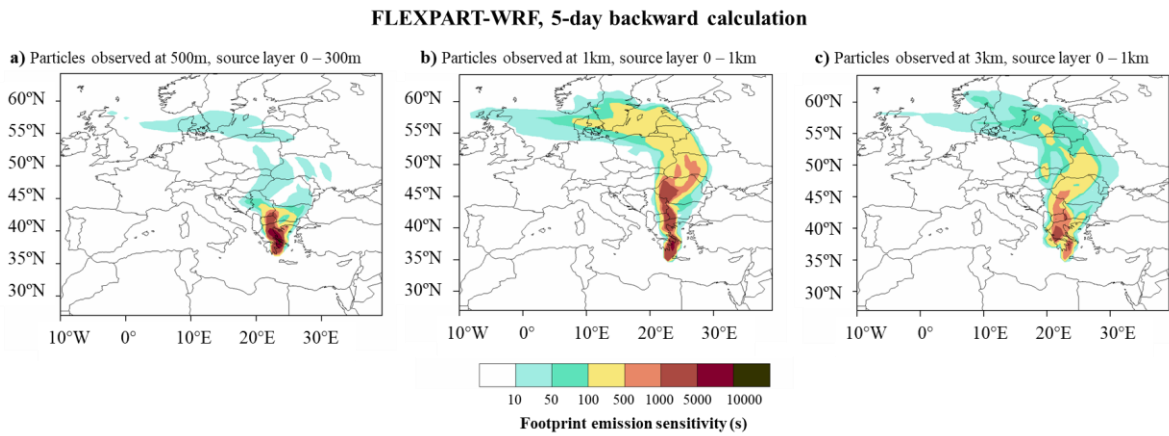 FLEXPART-WRF, 5-day backward calculation
a) Particles observed at 500m, source layer 0 – 300m
60ºN
55ºN
50ºN
45ºN
40ºN
35ºN
30ºN
10ºW 0º 10ºE 20ºE 30ºE
b) Particles observed at 1km, source layer 0 – 1km
60ºN
55ºN
50ºN
45ºN
40ºN
35ºN
30ºN
10ºW 0º 10ºE 20ºE 30ºE
c) Particles observed at 3km, source layer 0 – 1km
60ºN
55ºN
50ºN
45ºN
40ºN
35ºN
30ºN
10ºW 0º 10ºE 20ºE 30ºE
10 50 100 500 1000 5000 10000
Footprint emission sensitivity (s)